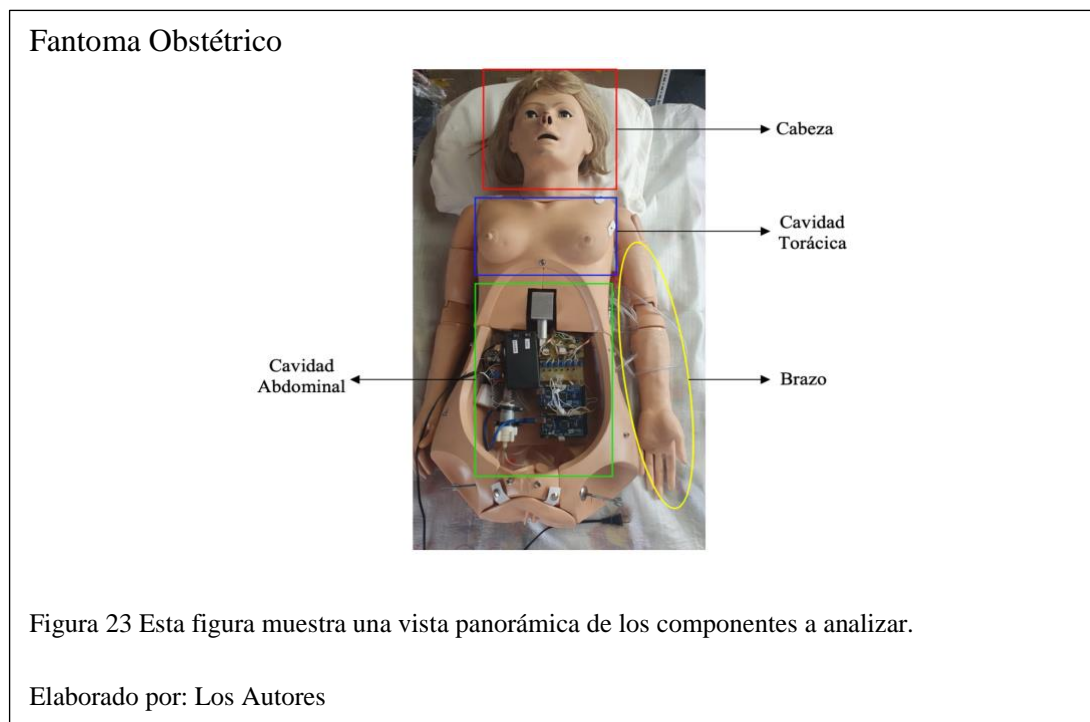 Fantoma Obstétrico
Cabeza
Cavidad
Torácica
Cavidad
Abdominal
Brazo
Figura 23 Esta figura muestra una vista panorámica de los componentes a analizar.
Elaborado por: Los Autores